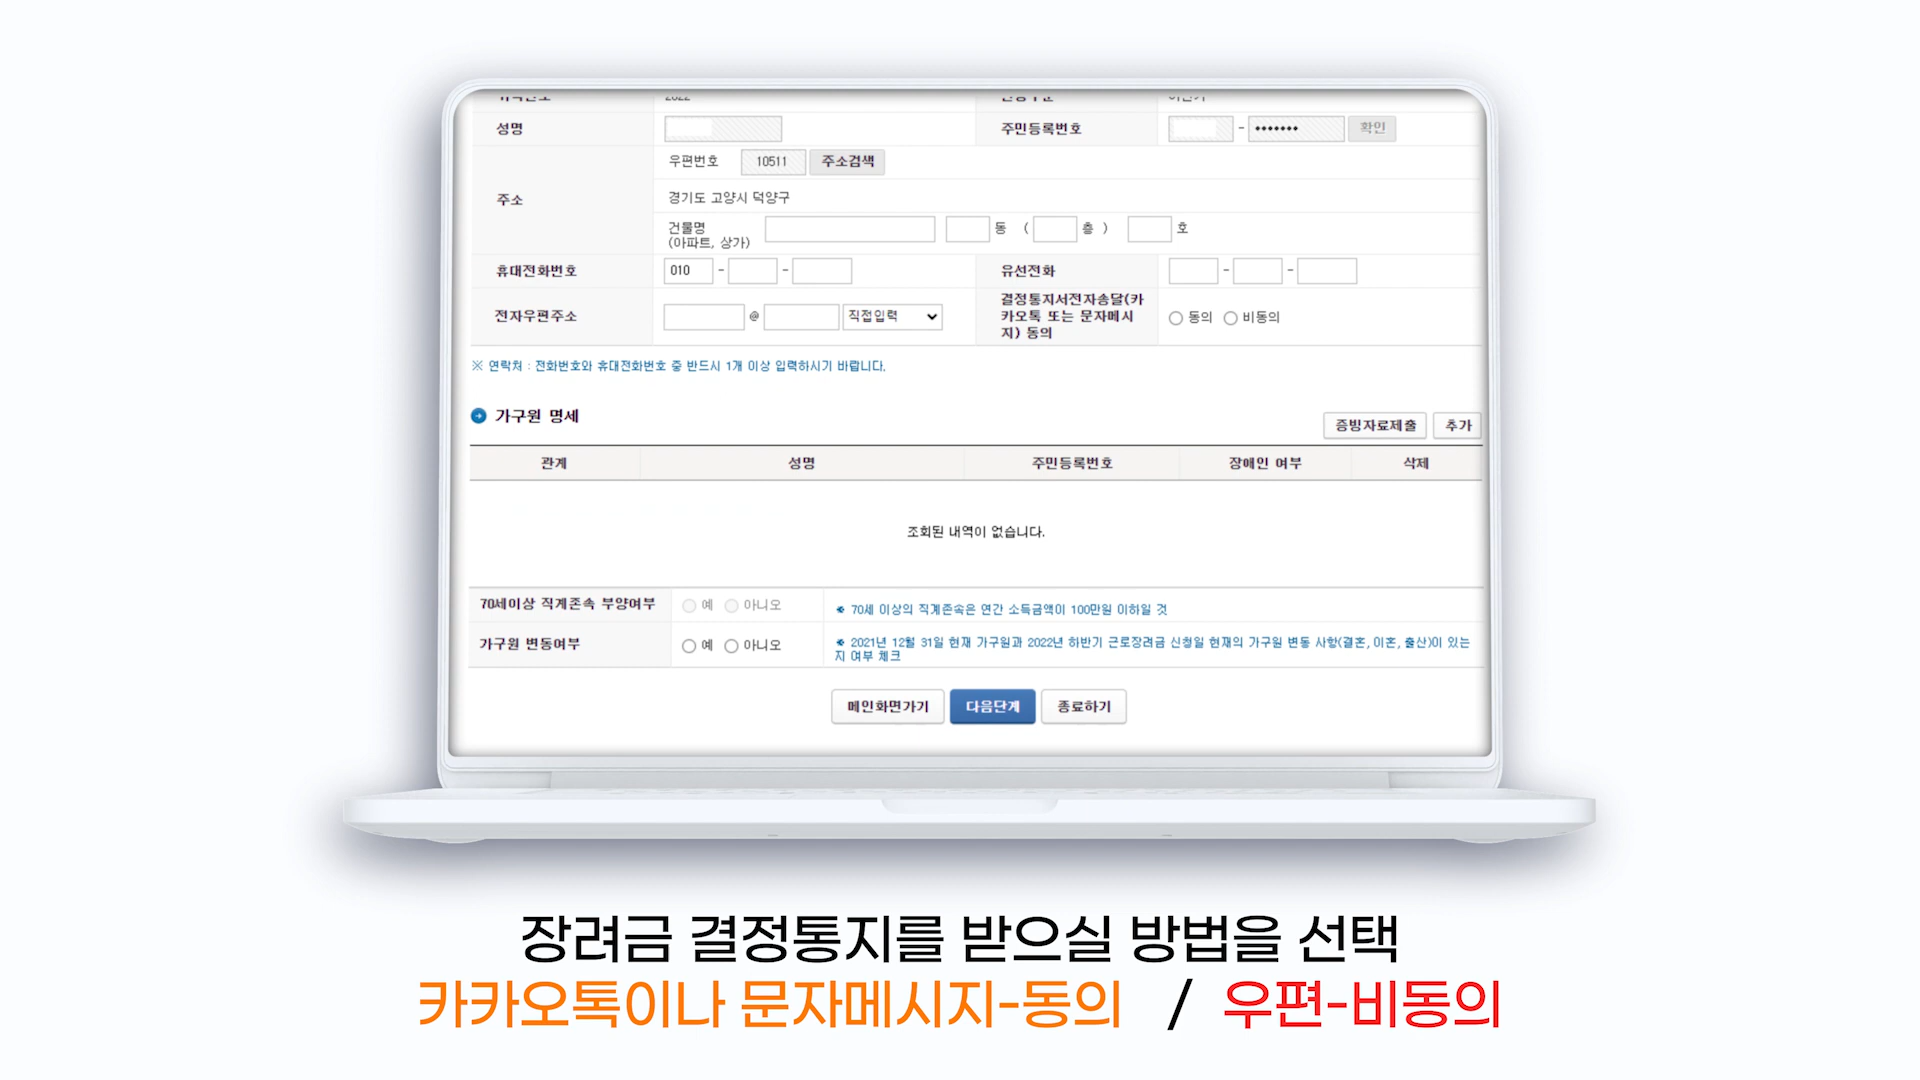 2022
성명
주민등록번호
-
•••••••
확인
주소
우편번호
10511
주소검색
경기도 고양시 덕양구
건물명
(아파트, 상가)
동 ( 층 ) 호
휴대전화번호
010 - -
유선전화
- -
전자우편주소
@ 직접입력
결정통지서전자송달(카
카오톡 또는 문자메시
지) 동의
동의 비동의
※ 연락처 : 전화번호와 휴대전화번호 중 반드시 1개 이상 입력하시기 바랍니다.
가구원 명세
증빙자료제출 추가
관계 성명 주민등록번호 장애인 여부 삭제
조회된 내역이 없습니다.
70세이상 직계존속 부양여부
예 아니오
70세 이상의 직계존속은 연간 소득금액이 100만원 이하일 것
가구원 변동여부
예 아니오
2021년 12월 31일 현재 가구원과 2022년 하반기 근로장려금 신청일 현재의 가구원 변동 사항(결혼, 이혼, 출산)이 있는
지 여부 체크
메인화면가기 다음단계 종료하기
장려금 결정통지를 받으실 방법을 선택
카카오톡이나 문자메시지-동의 / 우편-비동의